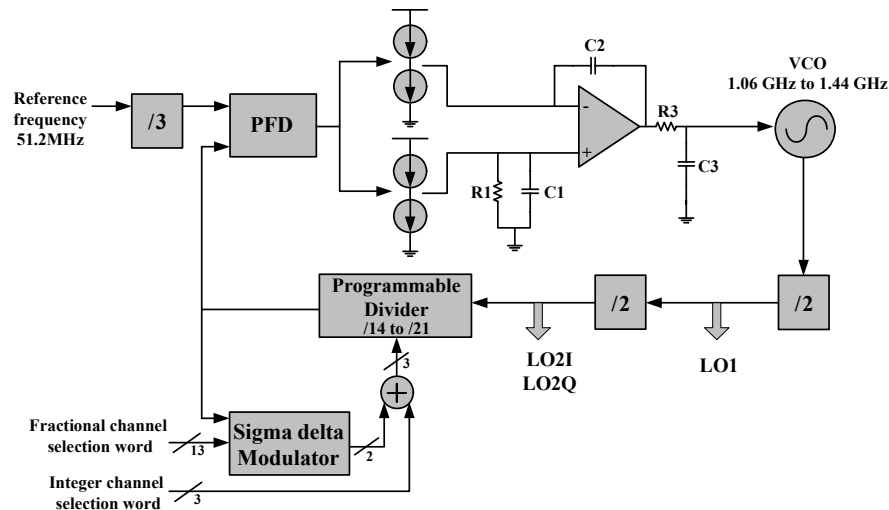 C2
VCO
1.06 GHz to 1.44 GHz
Reference
frequency
51.2MHz
/3
PFD
-
+
R3
R1
C1
C3
Programmable
Divider
/14 to /21
/2
/2
3
LO2I
LO2Q
LO1
+
Fractional channel
selection word
13
Sigma delta
Modulator
2
Integer channel
selection word
3